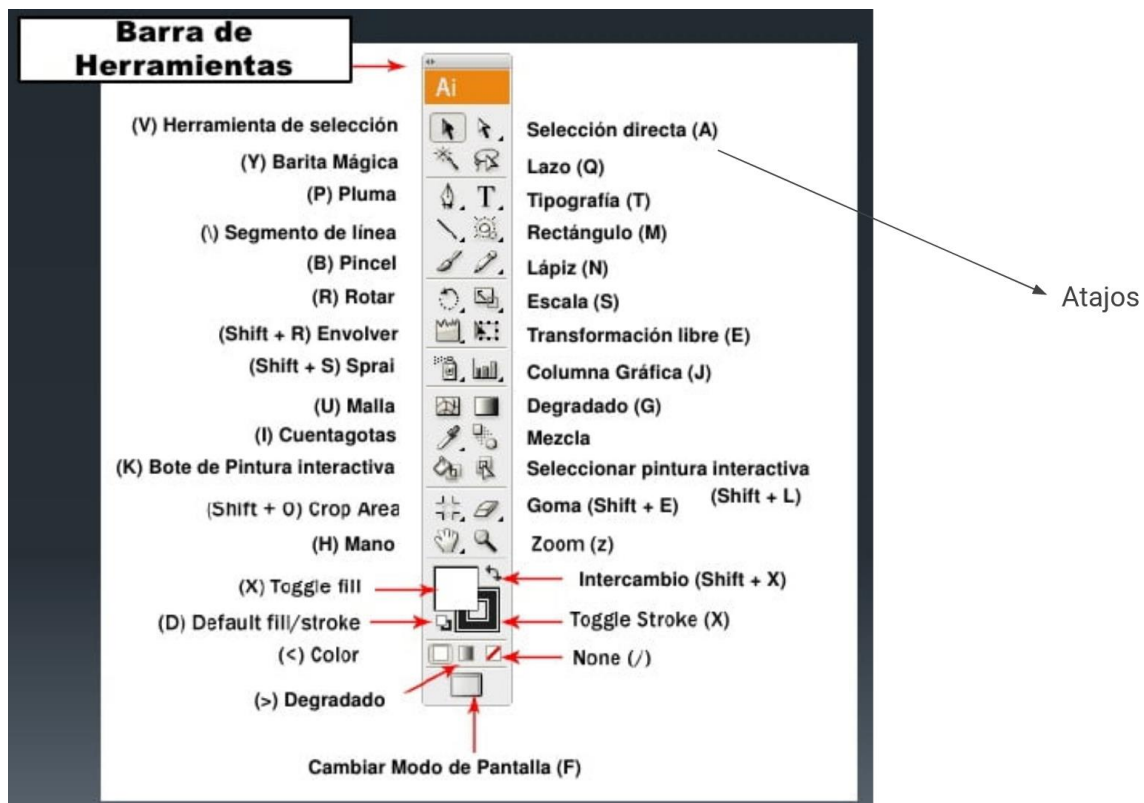 Barra de
Herramientas
Ai
(V) Herramienta de selección
Selección directa (A)
(Y) Barita Mágica
Lazo (Q)
(P) Pluma
T
Tipografía (T)
(\) Segmento de línea
Rectángulo (M)
(B) Pincel
Lápiz (N)
(R) Rotar
Escala (S)
Atajos
(Shift + R) Envolver
Transformación libre (E)
(Shift + S) Sprai
Columna Gráfica (J)
(U) Malla
Degradado (G)
(I) Cuentagotas
Mezcla
(K) Bote de Pintura interactiva
Seleccionar pintura interactiva
(Shift + L)
(Shift + O) Crop Area
Goma (Shift + E)
(H) Mano
Zoom (z)
(X) Toggle fill
Intercambio (Shift + X)
(D) Default fill/stroke
Toggle Stroke (X)
(<) Color
None (/)
(>) Degradado
Cambiar Modo de Pantalla (F)